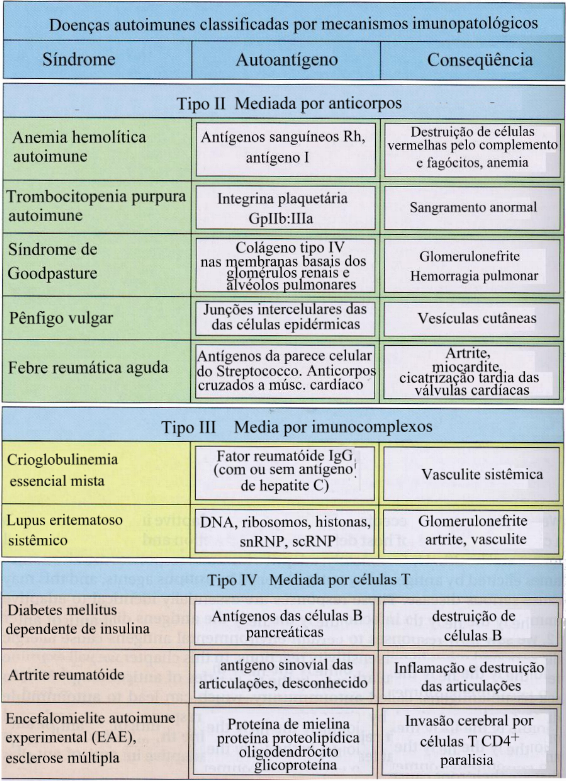 Doenças autoimunes classificadas por mecanismos imunopatológicos
Síndrome
Autoantígeno
Conseqüência
Tipo II Mediada por anticorpos
Anemia hemolítica
autoimune
Antígenos sanguíneos Rh,
antígeno I
Destruição de células
vermelhas pelo complemento
e fagócitos, anemia
Trombocitopenia purpura
autoimune
Integrina plaquetária
GpIIb:IIIa
Sangramento anormal
Síndrome de
Goodpasture
Colágeno tipo IV
nas membranas basais dos
glomérulos renais e
alvéolos pulmonares
Glomerulonefrite
Hemorragia pulmonar
Pênfigo vulgar
Junções intercelulares das
das células epidérmicas
Vesículas cutâneas
Febre reumática aguda
Antígenos da parece celular
do Streptococco. Anticorpos
cruzados a músc. cardíaco
Artrite,
miocardite,
cicatrização tardia das
válvulas cardíacas
Tipo III Media por imunocomplexos
Crioglobulinemia
essencial mista
Fator reumatóide IgG
(com ou sem antígeno
de hepatite C)
Vasculite sistêmica
Lupus eritematoso
sistêmico
DNA, ribosomos, histonas,
snRNP, scRNP
Glomerulonefrite
artrite, vasculite
Tipo IV Mediada por células T
Diabetes mellitus
dependente de insulina
Antígenos das células B
pancreáticas
destruição de
células B
Artrite reumatóide
antígeno sinovial das
articulações, desconhecido
Inflamação e destruição
das articulações
Encefalomielite autoimune
experimental (EAE),
esclerose múltipla
Proteína de mielina
proteína proteolipídica
oligodendrócito
glicoproteína
Invasão cerebral por
células T CD4+
paralisia